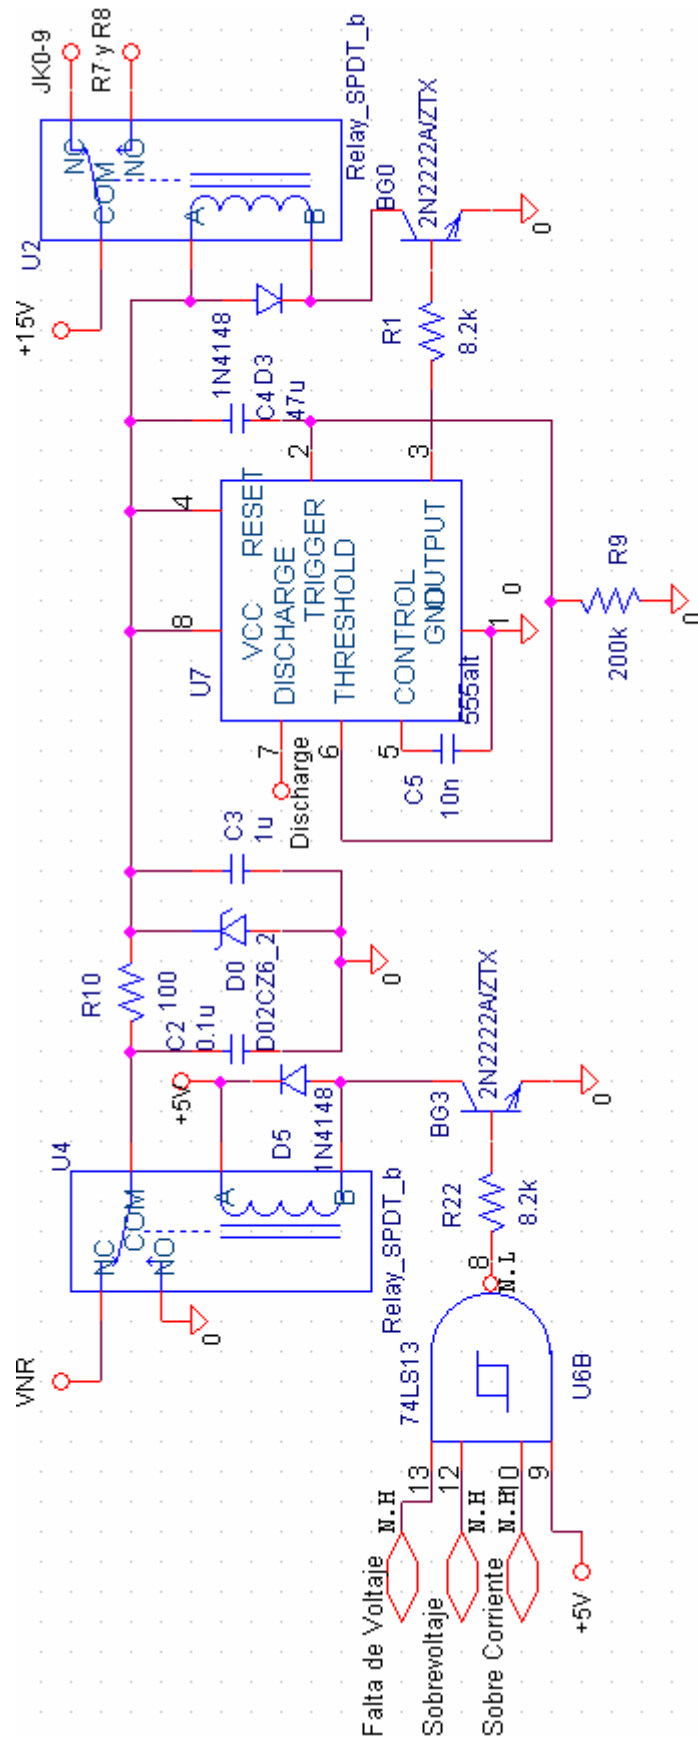 VNR
U4
NC
COM
NO
0
A
B
Relay_SPDT_b
+5V
D5
1N4148
R10
100
C2
0.1u
D0
D02CZ6_2
C3
1u
0
U7
8
4
VCC
RESET
DISCHARGE
TRIGGER
THRESHOLD
CONTROL
GND
OUTPUT
7
Discharge
6
5
C5
10n
555alt
1
0
2
3
C4
47u
D3
1N4148
R9
200k
0
+15V
U2
NC
COM
NO
JK0-9
R7 y R8
A
B
Relay_SPDT_b
BG0
2N2222A/ZTX
R1
8.2k
0
BG3
2N2222A/ZTX
R22
8.2k
0
74LS13
U6B
8
N.L
Falta de Voltaje
N.H
13
Sobrevoltaje
N.H
12
Sobre Corriente
N.H
10
9
+5V